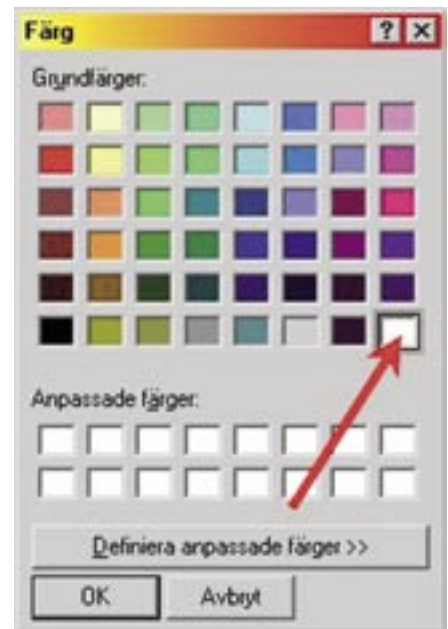 Färg
Grundfärger:
Anpassade färger:
Definiera anpassade färger >>
OK Avbryt